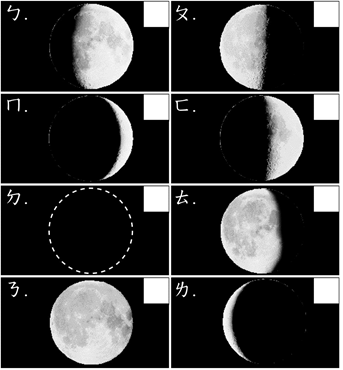 ㄅ.
ㄆ.
ㄇ.
ㄈ.
ㄉ.
ㄊ.
ㄋ.
ㄌ.